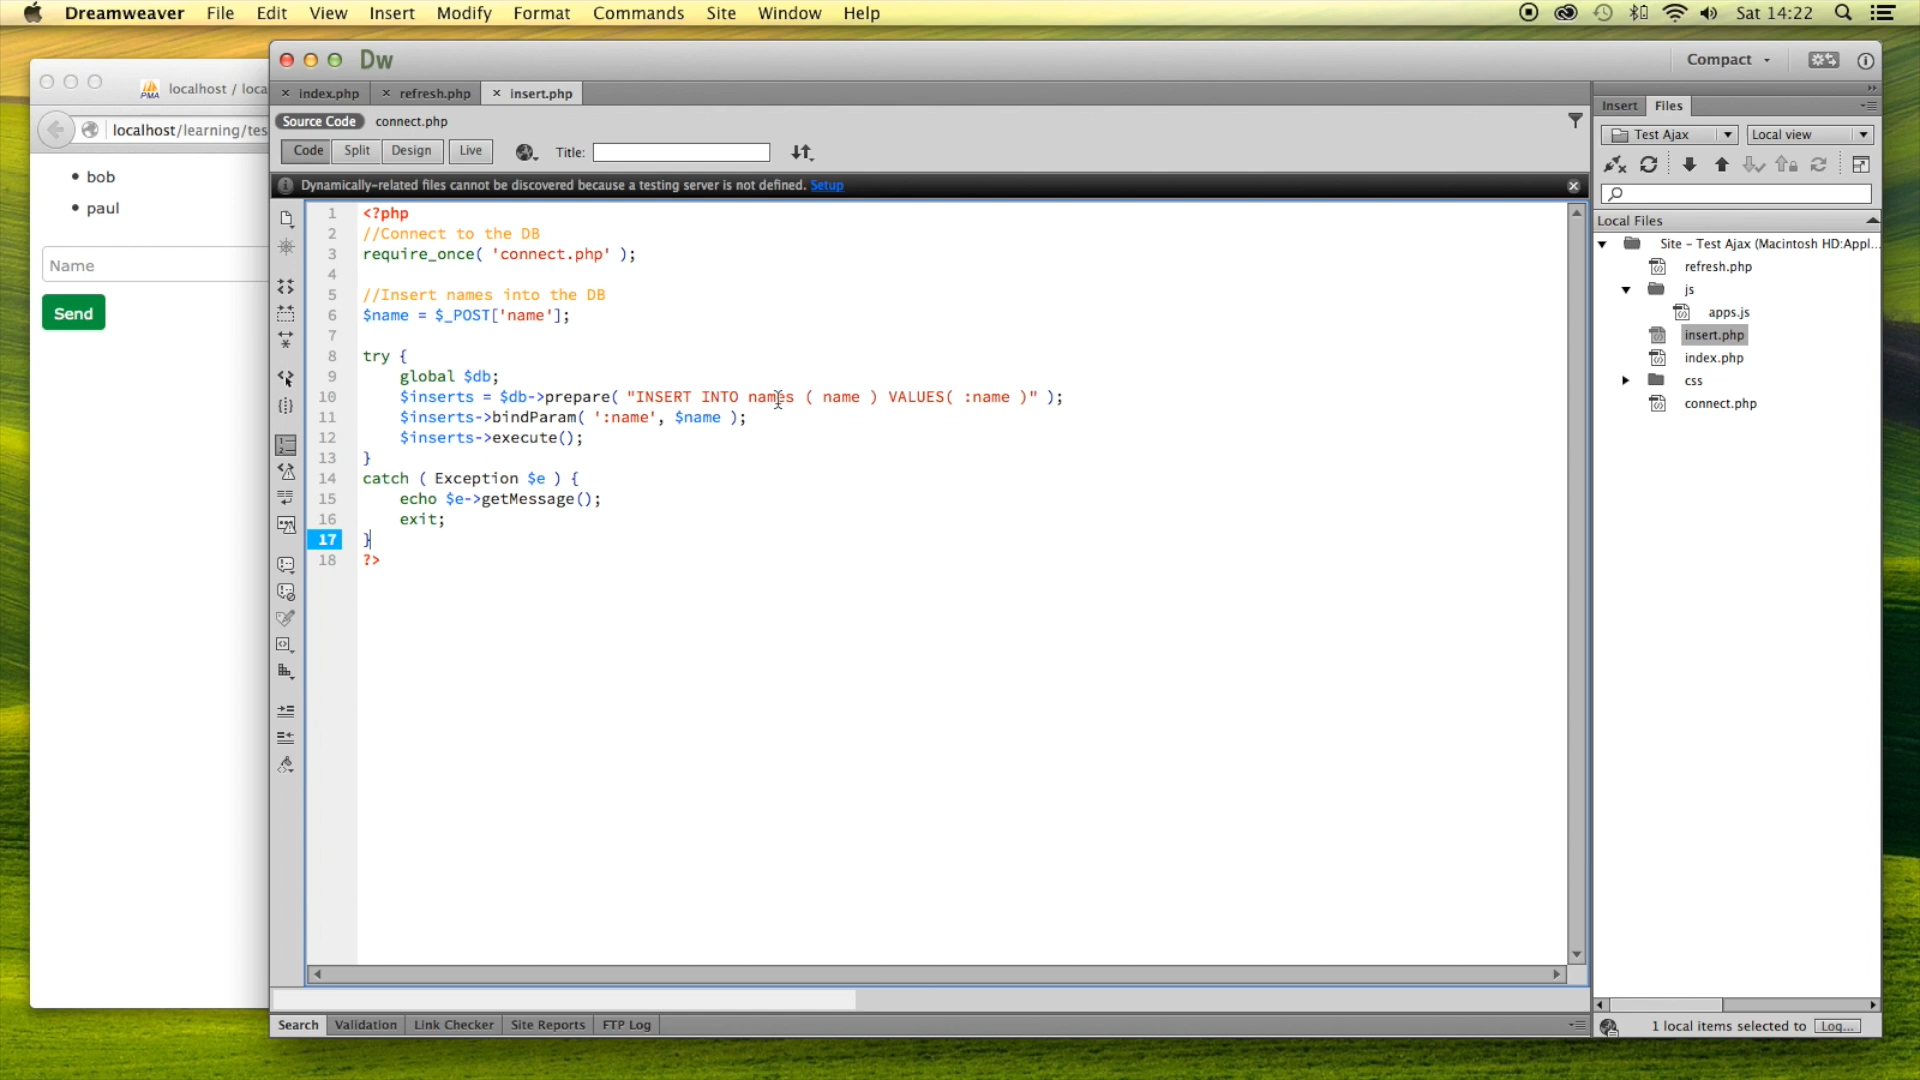 Dreamweaver File Edit View Insert Modify Format Commands Site Window Help Sat 14:22
localhost / loca
PMA
localhost/learning/tes
bob
paul
Name
Send
Dw
Compact
index.php refresh.php insert.php
Source Code connect.php
Code Split Design Live Title:
Dynamically-related files cannot be discovered because a testing server is not defined. Setup
1 <?php
2 //Connect to the DB
3 require_once( 'connect.php' );
4
5 //Insert names into the DB
6 $name = $_POST['name'];
7
8 try {
9 global $db;
10 $inserts = $db->prepare( "INSERT INTO names ( name ) VALUES( :name )" );
11 $inserts->bindParam( ':name', $name );
12 $inserts->execute();
13 }
14 catch ( Exception $e ) {
15 echo $e->getMessage();
16 exit;
17 }
18 ?>
Search Validation Link Checker Site Reports FTP Log
Insert Files
Test Ajax Local view
Local Files
Site – Test Ajax (Macintosh HD:Appl...
refresh.php
js
apps.js
insert.php
index.php
css
connect.php
1 local items selected to Log...